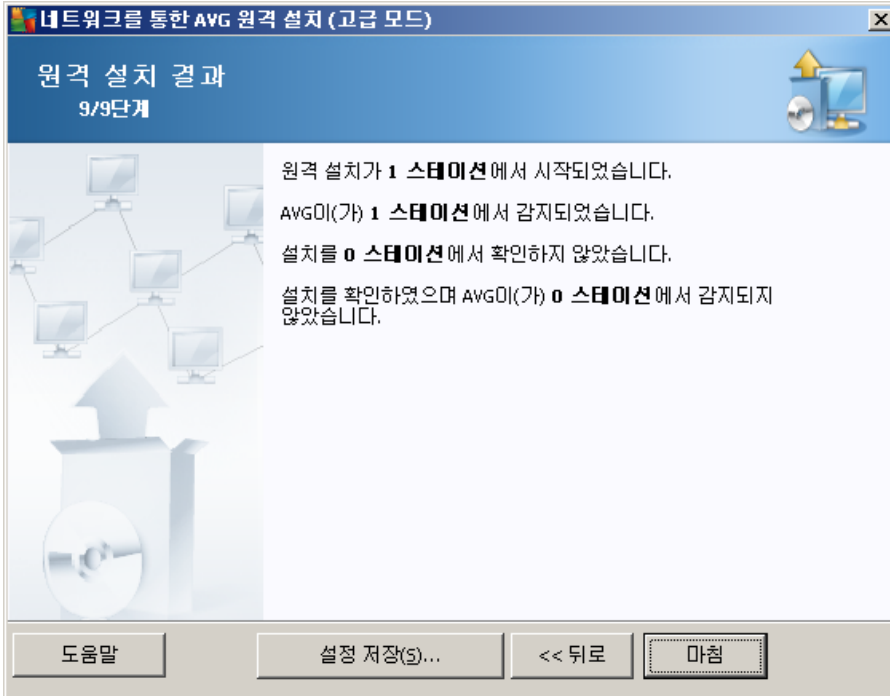 네트워크를 통한 AVG 원격 설치 (고급 모드)
원격 설치 결과
9/9단계
원격 설치가 1 스테이션에서 시작되었습니다.
AVG이(가) 1 스테이션에서 감지되었습니다.
설치를 0 스테이션에서 확인하지 않았습니다.
설치를 확인하였으며 AVG이(가) 0 스테이션에서 감지되지
않았습니다.
도움말
설정 저장(S)...
<< 뒤로
마침